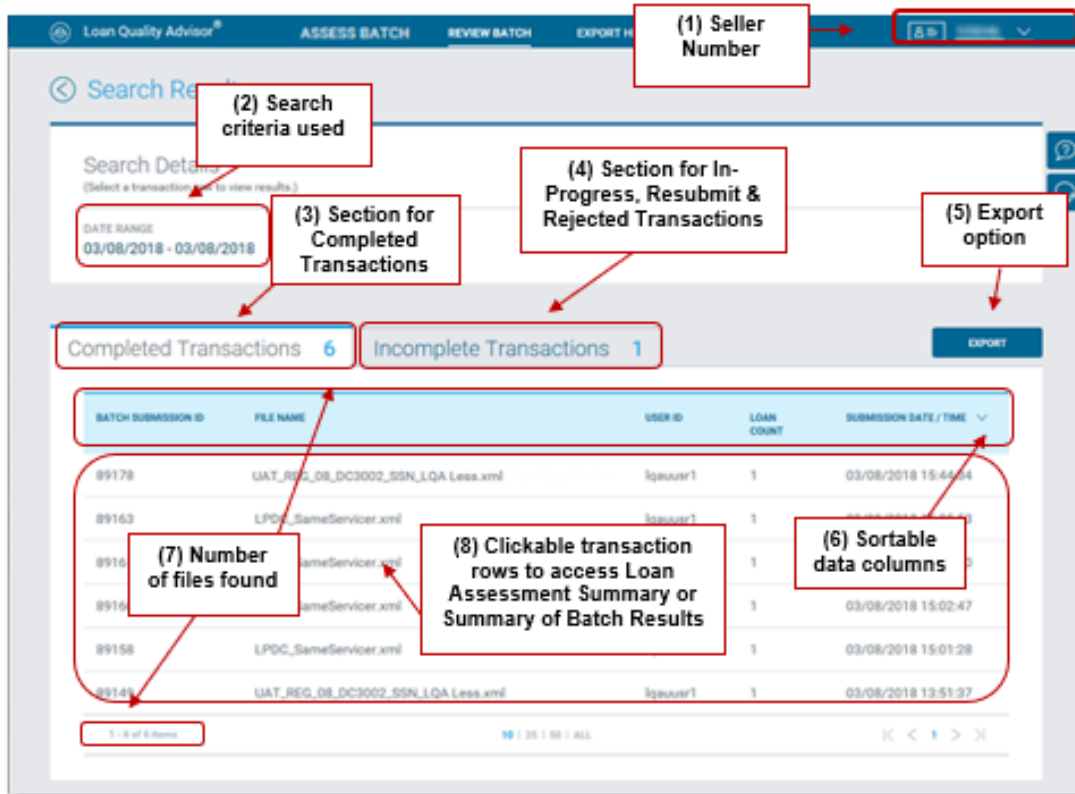 Loan Quality Advisor®
ASSESS BATCH
REVIEW BATCH
EXPORT H
(1) Seller
Number
Search Re
(2) Search
criteria used
Search Details
(Select a transaction to view results.)
DATE RANGE
03/08/2018 - 03/08/2018
(3) Section for
Completed
Transactions
(4) Section for In-
Progress, Resubmit &
Rejected Transactions
(5) Export
option
Completed Transactions 6
Incomplete Transactions 1
EXPORT
BATCH SUBMISSION ID
FILE NAME
USER ID
LOAN
COUNT
SUBMISSION DATE / TIME
89178 UAT_REG_08_DC3002_SSN_LQA Less.xml lqauusr1 1 03/08/2018 15:44:
89163 LPDC_SameServicer.xml lqauusr1 1
8916 SameServicer.xml 1
8916 SameServicer.xml 1 03/08/2018 15:02:47
89158 LPDC_SameServicer.xml 1 03/08/2018 15:01:28
89149 UAT_REG_08_DC3002_SSN_LQA Less.xml lqauusr1 1 03/08/2018 13:51:37
(7) Number
of files found
(8) Clickable transaction
rows to access Loan
Assessment Summary or
Summary of Batch Results
(6) Sortable
data columns
1 - 6 of 6 items
10 | 25 | 50 | ALL
1